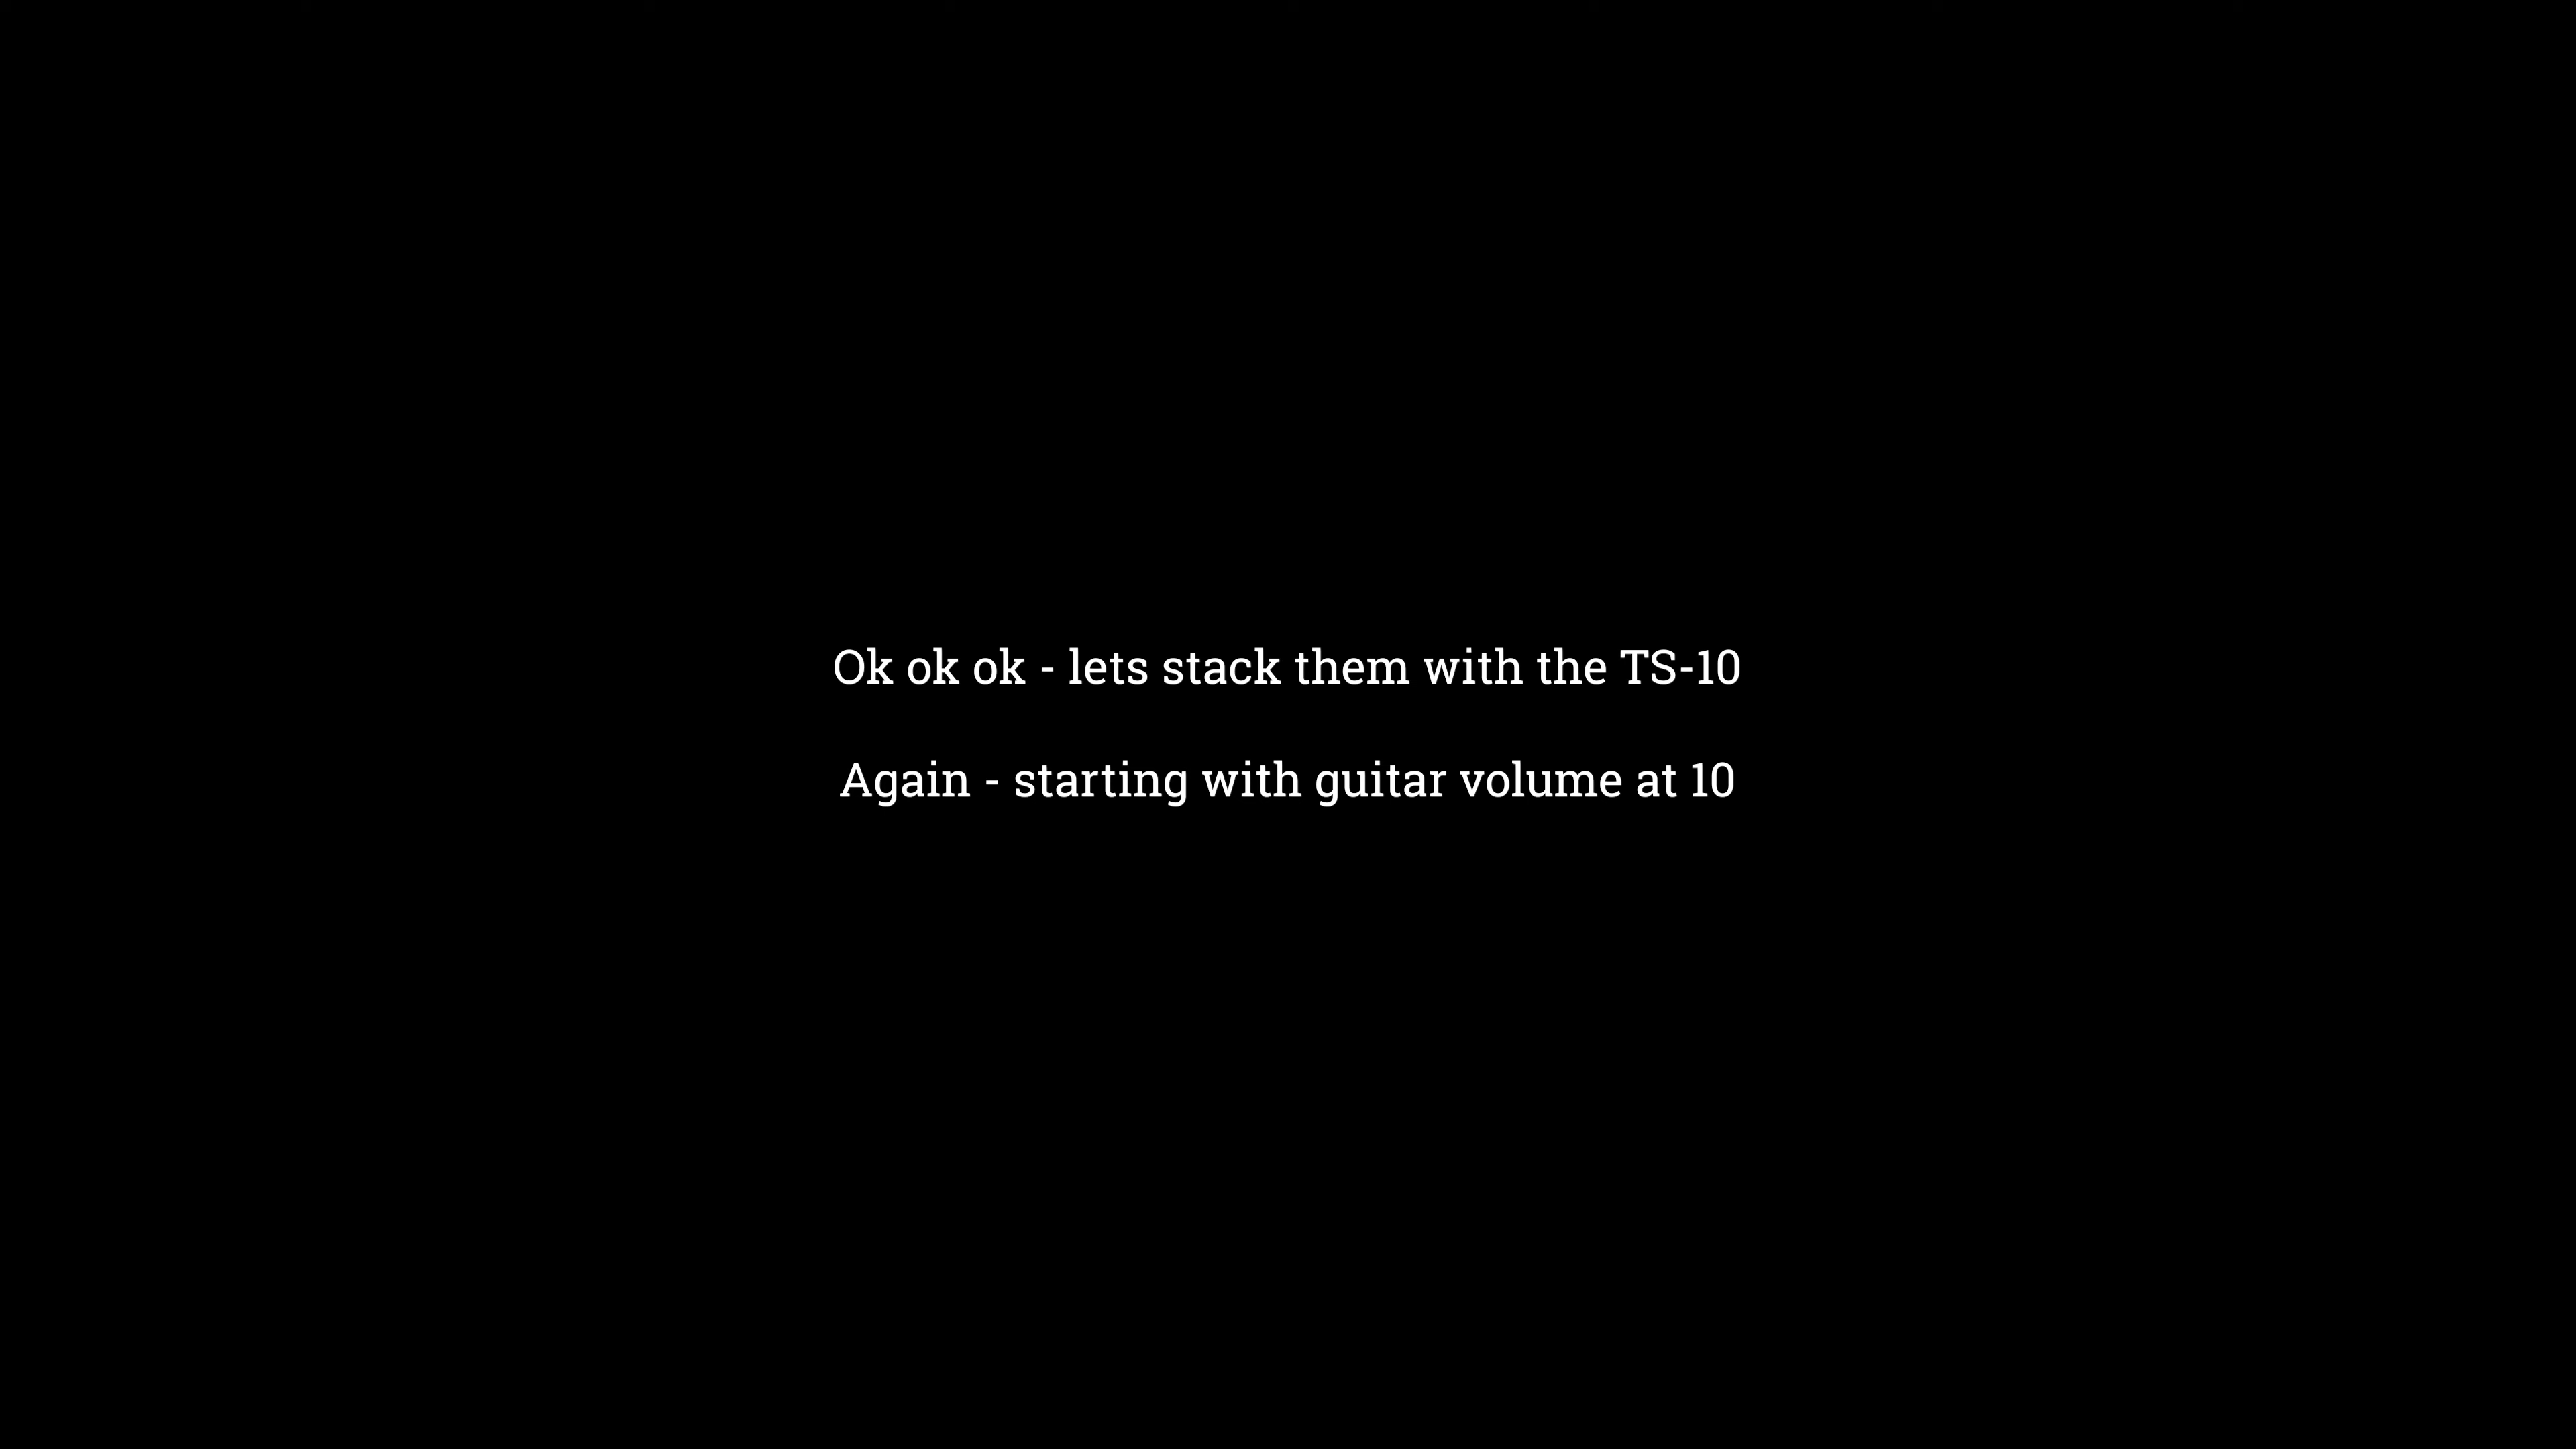 Ok ok ok - lets stack them with the TS-10
Again - starting with guitar volume at 10